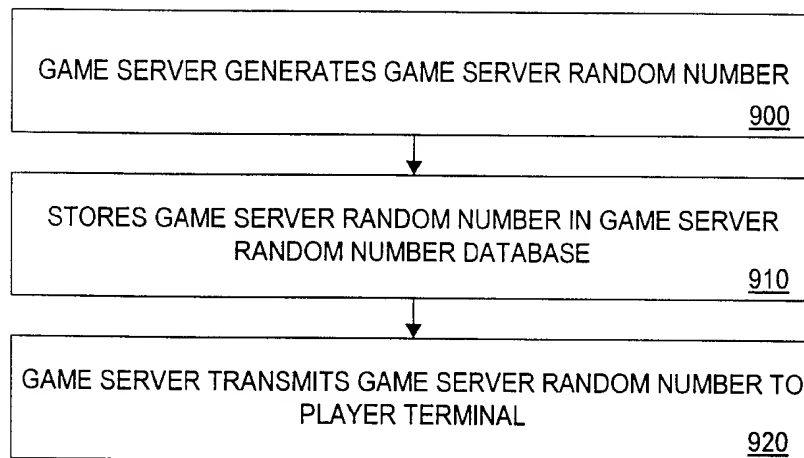 GAME SERVER GENERATES GAME SERVER RANDOM NUMBER
900
STORES GAME SERVER RANDOM NUMBER IN GAME SERVER
RANDOM NUMBER DATABASE
910
GAME SERVER TRANSMITS GAME SERVER RANDOM NUMBER TO
PLAYER TERMINAL
920